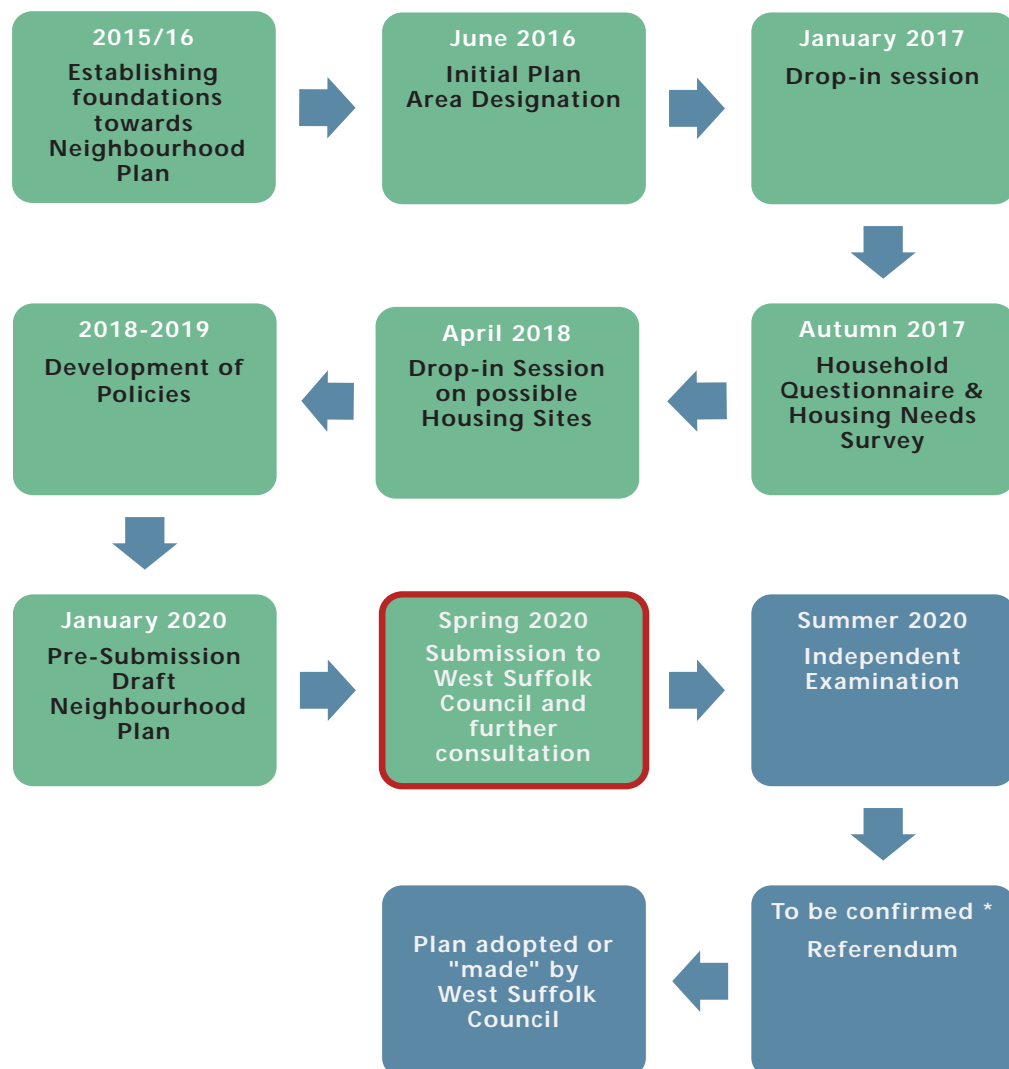 2015/16
Establishing
foundations
towards
Neighbourhood
Plan
June 2016
Initial Plan
Area Designation
January 2017
Drop-in session
Autumn 2017
Household
Questionnaire &
Housing Needs
Survey
April 2018
Drop-in Session
on possible
Housing Sites
2018-2019
Development of
Policies
January 2020
Pre-Submission
Draft
Neighbourhood
Plan
Spring 2020
Submission to
West Suffolk
Council and
further
consultation
Summer 2020
Independent
Examination
To be confirmed *
Referendum
Plan adopted or
"made" by
West Suffolk
Council